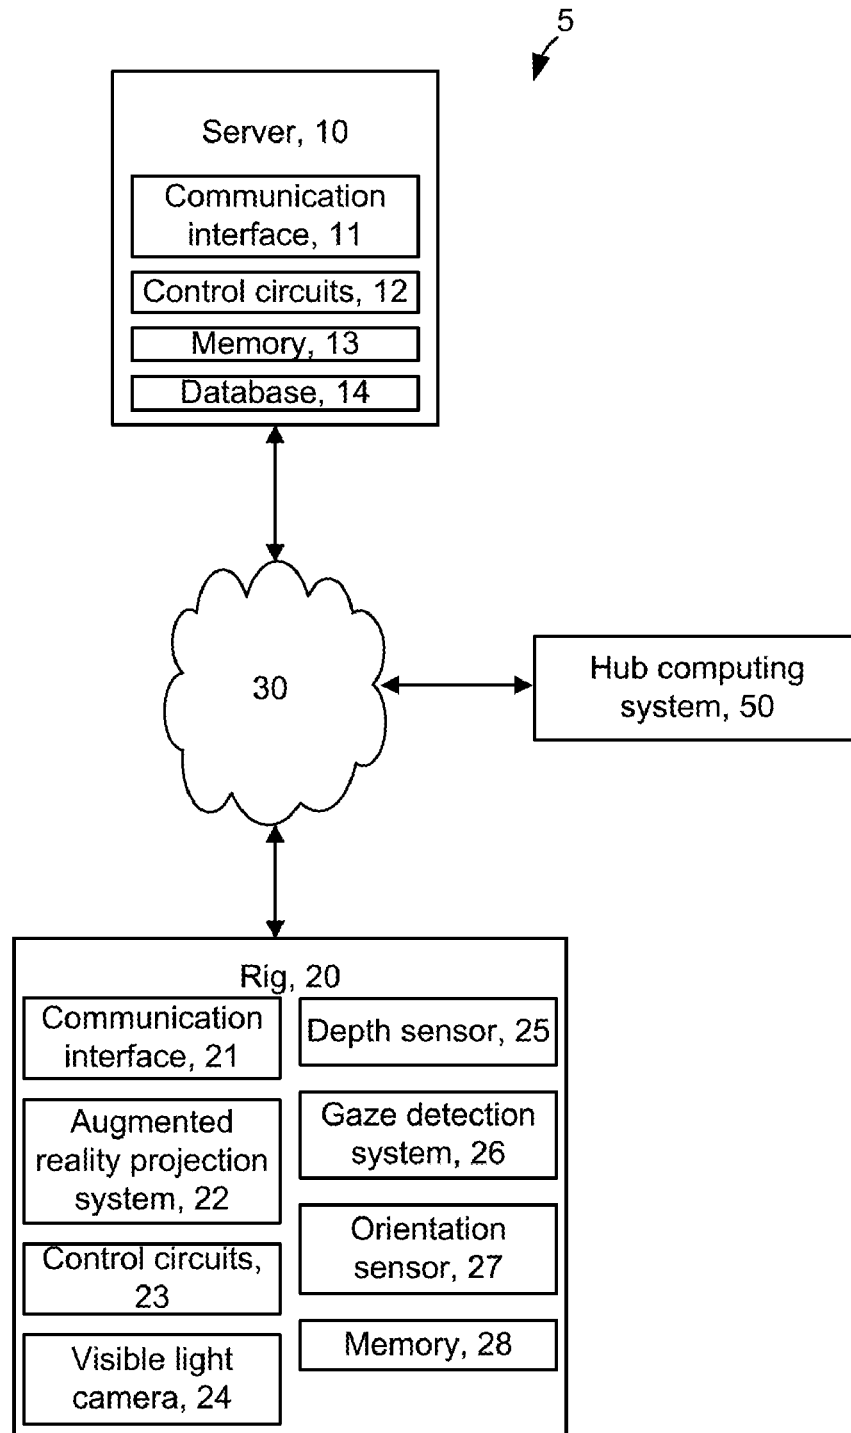 5
Server, 10
Communication
interface, 11
Control circuits, 12
Memory, 13
Database, 14
30
Hub computing
system, 50
Rig, 20
Communication
interface, 21
Augmented
reality projection
system, 22
Control circuits,
23
Visible light
camera, 24
Depth sensor, 25
Gaze detection
system, 26
Orientation
sensor, 27
Memory, 28